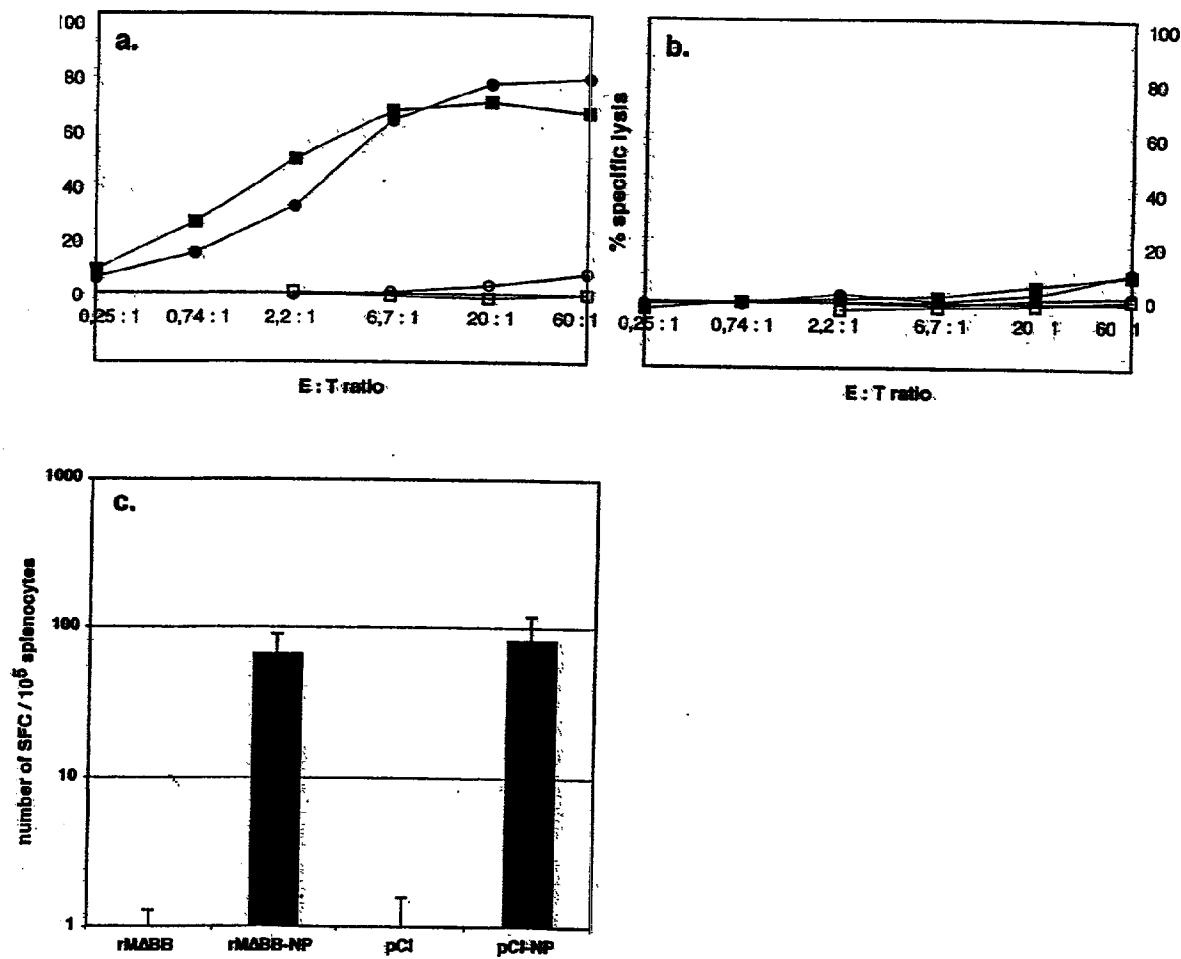 a.
100
80
60
40
20
0
0,25 : 1 0,74 : 1 2,2 : 1 6,7 : 1 20 : 1 60 : 1
E : T ratio
b.
% specific lysis
100
80
60
40
20
0
0,25 : 1 0,74 : 1 2,2 : 1 6,7 : 1 20 : 1 60 : 1
E : T ratio
c.
number of SFC / 10⁵ splenocytes
1000
100
10
1
rMΔBB rMΔBB-NP pCI pCI-NP